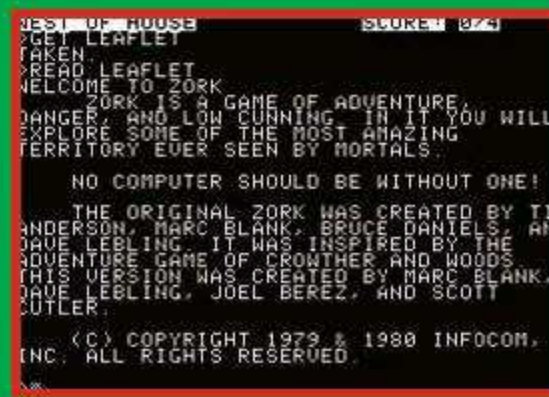 WEST OF HOUSE SCORE: 0/4
>GET LEAFLET
TAKEN.
>READ LEAFLET
WELCOME TO ZORK
ZORK IS A GAME OF ADVENTURE,
DANGER, AND LOW CUNNING. IN IT YOU WILL
EXPLORE SOME OF THE MOST AMAZING
TERRITORY EVER SEEN BY MORTALS.
NO COMPUTER SHOULD BE WITHOUT ONE!
THE ORIGINAL ZORK WAS CREATED BY TI
ANDERSON, MARC BLANK, BRUCE DANIELS, AN
DAVE LEBLING. IT WAS INSPIRED BY THE
ADVENTURE GAME OF CROWTHER AND WOODS.
THIS VERSION WAS CREATED BY MARC BLANK,
DAVE LEBLING, JOEL BEREZ, AND SCOTT
CUTLER.
(C) COPYRIGHT 1979 & 1980 INFOCOM,
INC. ALL RIGHTS RESERVED.
>